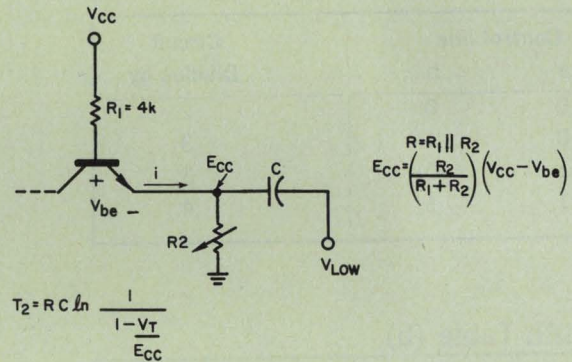 VCC
R1 = 4k
i
ECC
C
+
Vbe -
R2
VLOW
R=R1 || R2
ECC=(R2/(R1+R2))(VCC-Vbe)
T2=RC ln 1/(1-VT/ECC)